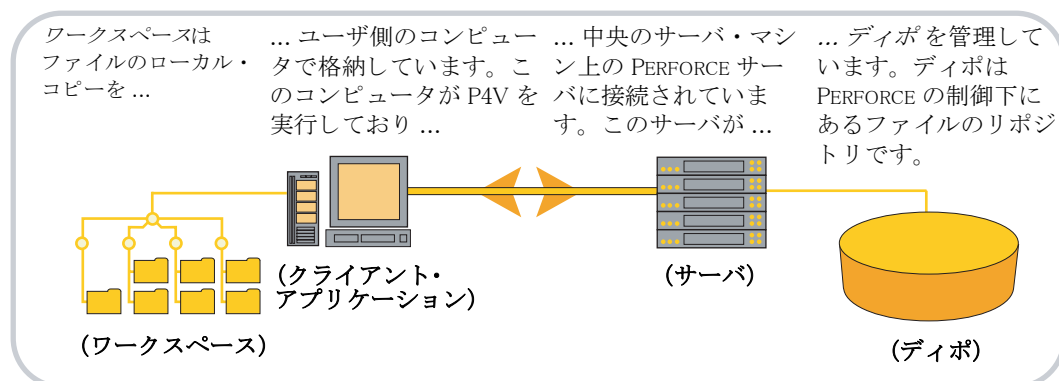 ワークスペースは
ファイルのローカル・
コピーを ...
... ユーザ側のコンピュー
タで格納しています。こ
のコンピュータが P4V を
実行しており ...
... 中央のサーバ・マシ
ン上の PERFORCE サー
バに接続されていま
す。このサーバが ...
... ディポ を管理して
います。ディポは
PERFORCE の制御下に
あるファイルのリポジ
トリです。
(クライアント・
アプリケーション)
(サーバ)
(ワークスペース)
(ディポ)